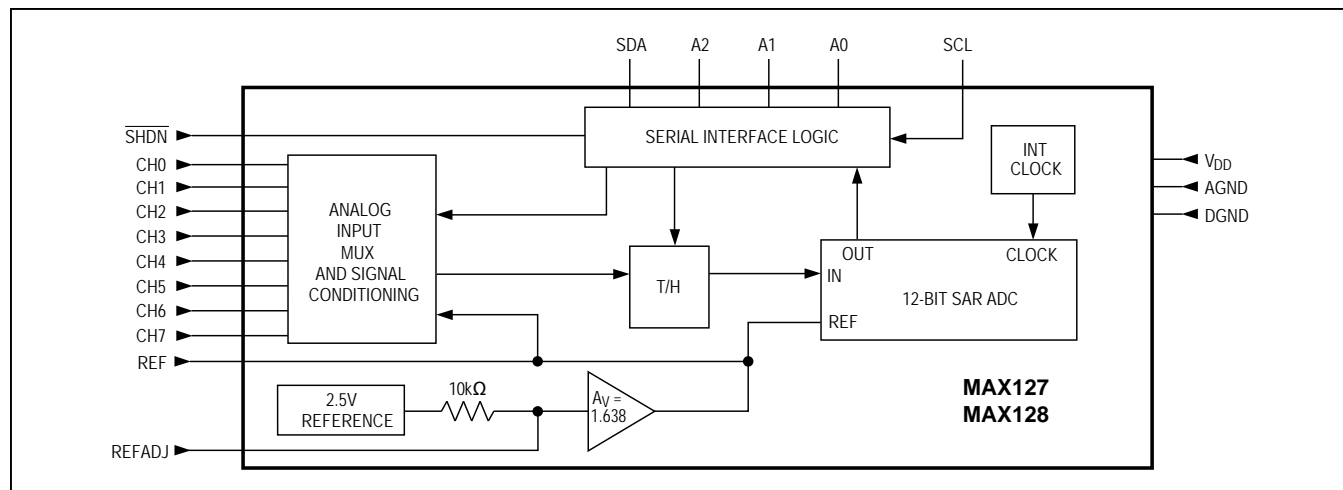 SDA A2 A1 A0 SCL
SHDN
SERIAL INTERFACE LOGIC
INT
CLOCK
VDD
AGND
DGND
CH0
CH1
CH2
CH3
CH4
CH5
CH6
CH7
REF
ANALOG
INPUT
MUX
AND SIGNAL
CONDITIONING
T/H
OUT CLOCK
IN
12-BIT SAR ADC
REF
2.5V
REFERENCE
10kΩ
AV =
1.638
MAX127
MAX128
REFADJ